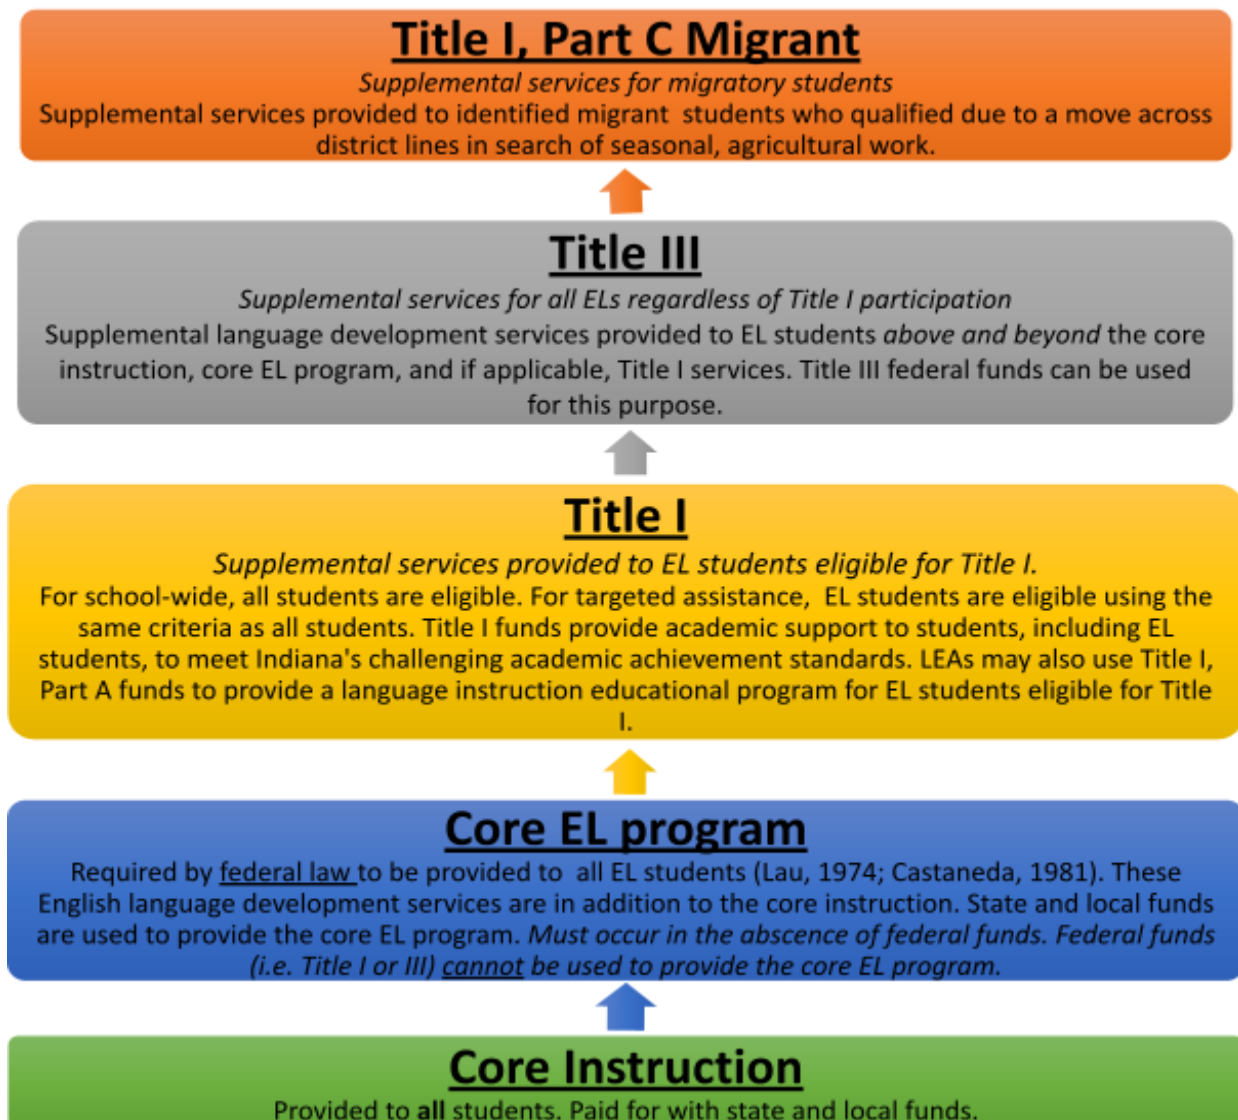 Title I, Part C Migrant
Supplemental services for migratory students
Supplemental services provided to identified migrant students who qualified due to a move across
district lines in search of seasonal, agricultural work.
Title III
Supplemental services for all ELs regardless of Title I participation
Supplemental language development services provided to EL students above and beyond the core
instruction, core EL program, and if applicable, Title I services. Title III federal funds can be used
for this purpose.
Title I
Supplemental services provided to EL students eligible for Title I.
For school-wide, all students are eligible. For targeted assistance, EL students are eligible using the
same criteria as all students. Title I funds provide academic support to students, including EL
students, to meet Indiana's challenging academic achievement standards. LEAs may also use Title I,
Part A funds to provide a language instruction educational program for EL students eligible for Title
I.
Core EL program
Required by federal law to be provided to all EL students (Lau, 1974; Castaneda, 1981). These
English language development services are in addition to the core instruction. State and local funds
are used to provide the core EL program. Must occur in the abscence of federal funds. Federal funds
(i.e. Title I or III) cannot be used to provide the core EL program.
Core Instruction
Provided to all students. Paid for with state and local funds.